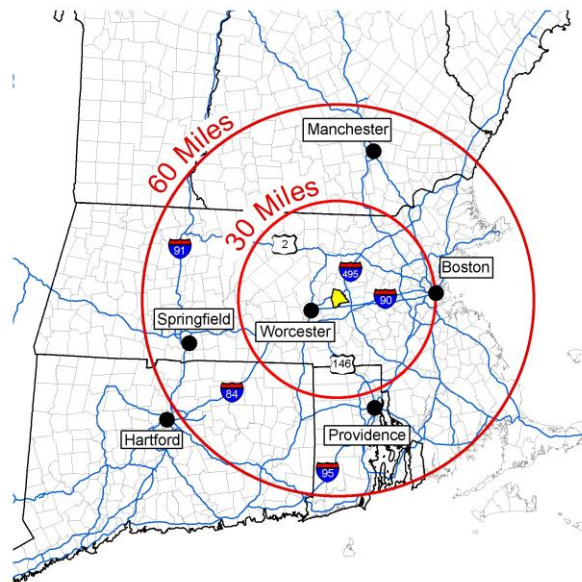 Manchester
60 Miles
30 Miles
2
91
495
Boston
90
Springfield
Worcester
146
84
Hartford
Providence
95